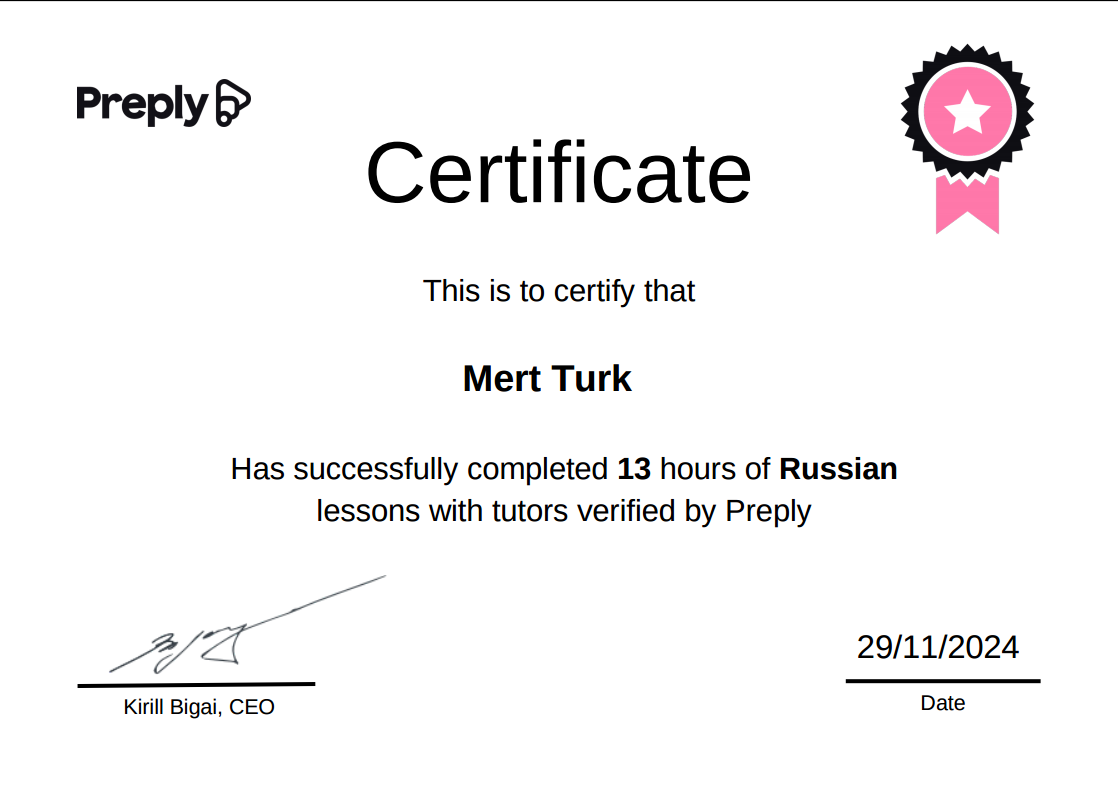 Preply
Certificate
This is to certify that
Mert Turk
Has successfully completed 13 hours of Russian
lessons with tutors verified by Preply
29/11/2024
Kirill Bigai, CEO
Date